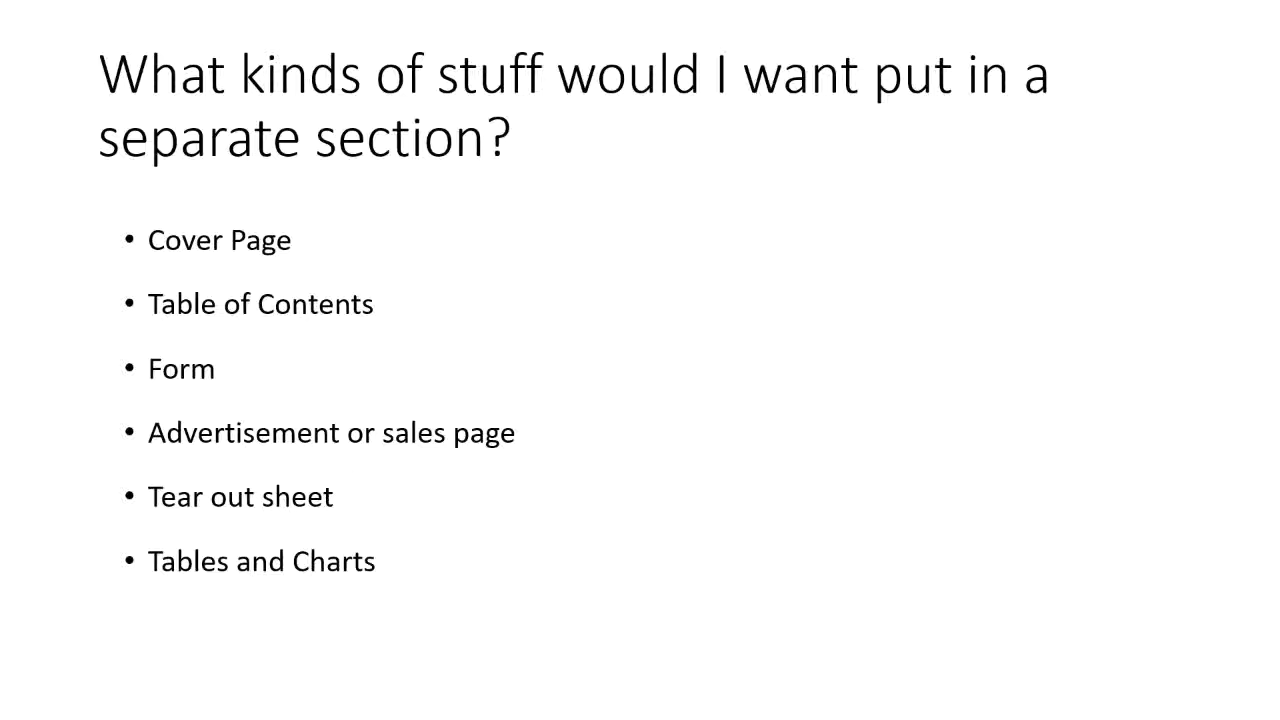 What kinds of stuff would I want put in a
separate section?
• Cover Page
• Table of Contents
• Form
• Advertisement or sales page
• Tear out sheet
• Tables and Charts